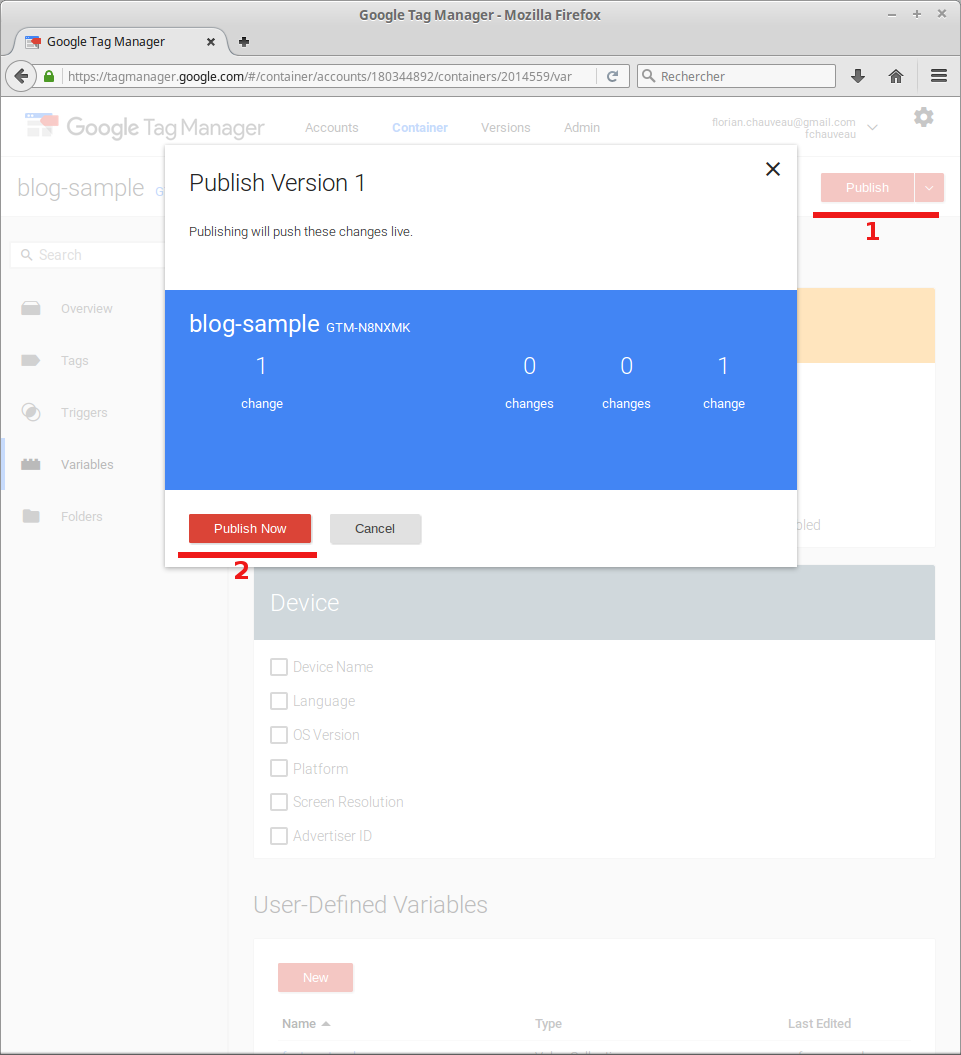 Google Tag Manager - Mozilla Firefox
Google Tag Manager
https://tagmanager.google.com/#/container/accounts/180344892/containers/2014559/var
Rechercher
Google Tag Manager
Accounts
Container
Versions
Admin
florian.chauveau@gmail.com
fchauveau
blog-sample G
Publish
1
Search
Overview
Tags
Triggers
Variables
Folders
Publish Version 1
Publishing will push these changes live.
blog-sample GTM-N8NXMK
1 0 0 1
change changes changes change
Publish Now
Cancel
2
bled
Device
Device Name
Language
OS Version
Platform
Screen Resolution
Advertiser ID
User-Defined Variables
New
Name Type Last Edited